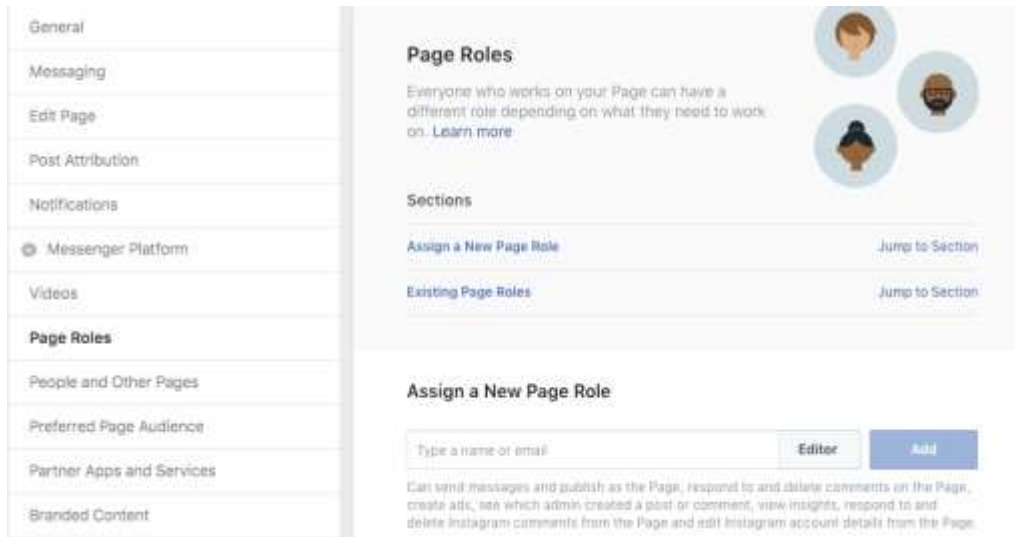 General
Messaging
Edit Page
Post Attribution
Notifications
Messenger Platform
Videos
Page Roles
People and Other Pages
Preferred Page Audience
Partner Apps and Services
Branded Content
Page Roles
Everyone who works on your Page can have a
different role depending on what they need to work
on. Learn more
Sections
Assign a New Page Role Jump to Section
Existing Page Roles Jump to Section
Assign a New Page Role
Type a name or email Editor Add
Can send messages and publish as the Page, respond to and delete comments on the Page,
create ads, see which admin created a post or comment, view insights, respond to and
delete Instagram comments from the Page and edit Instagram account details from the Page.